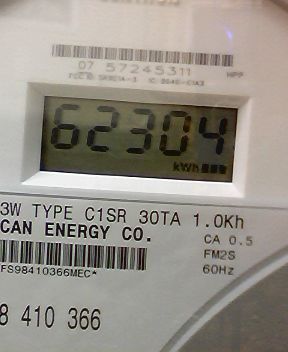 07 57245311 HPP
62304
kWh
3W TYPE C1SR 30TA 1.0Kh
CAN ENERGY CO.
CA 0.5
FM2S
FS98410366MEC*
60Hz
8 410 366